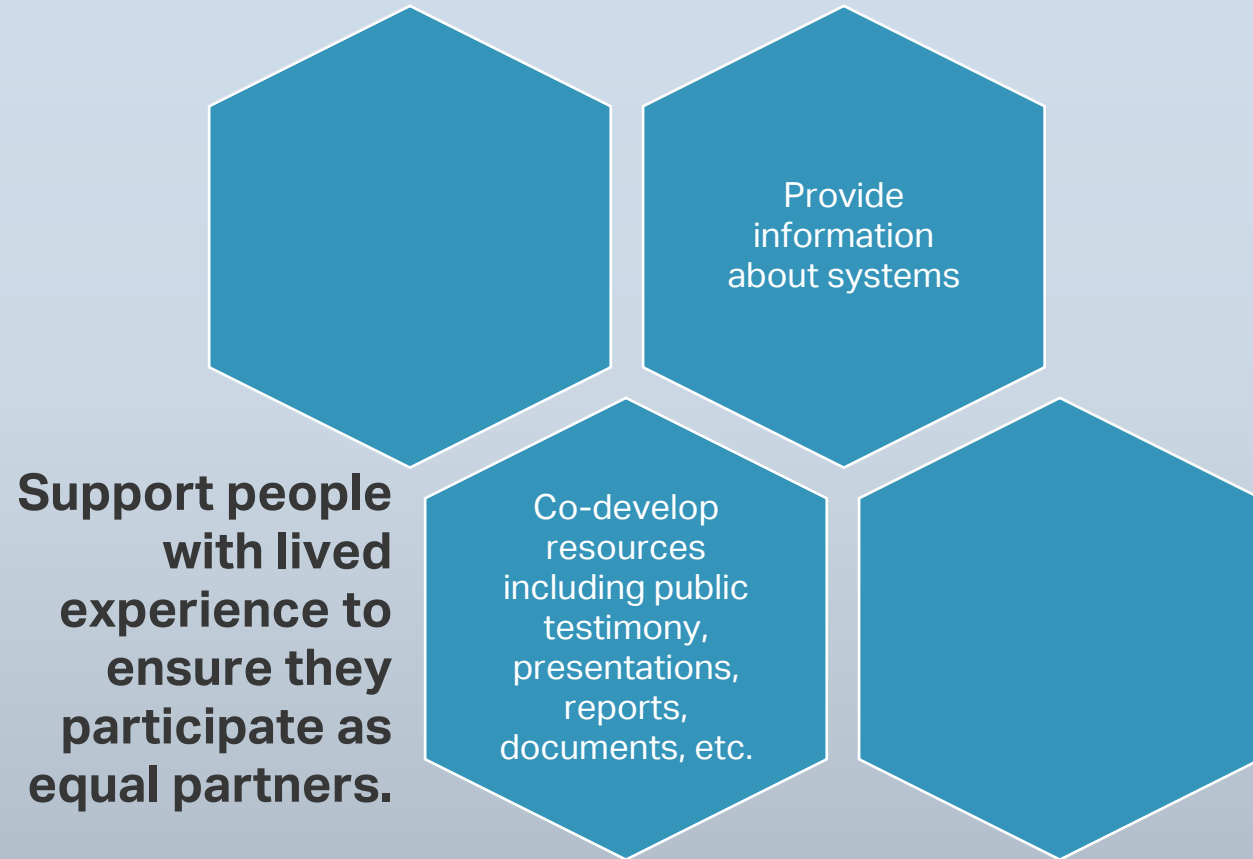 Provide
information
about systems
Support people
with lived
experience to
ensure they
participate as
equal partners.
Co-develop
resources
including public
testimony,
presentations,
reports,
documents, etc.